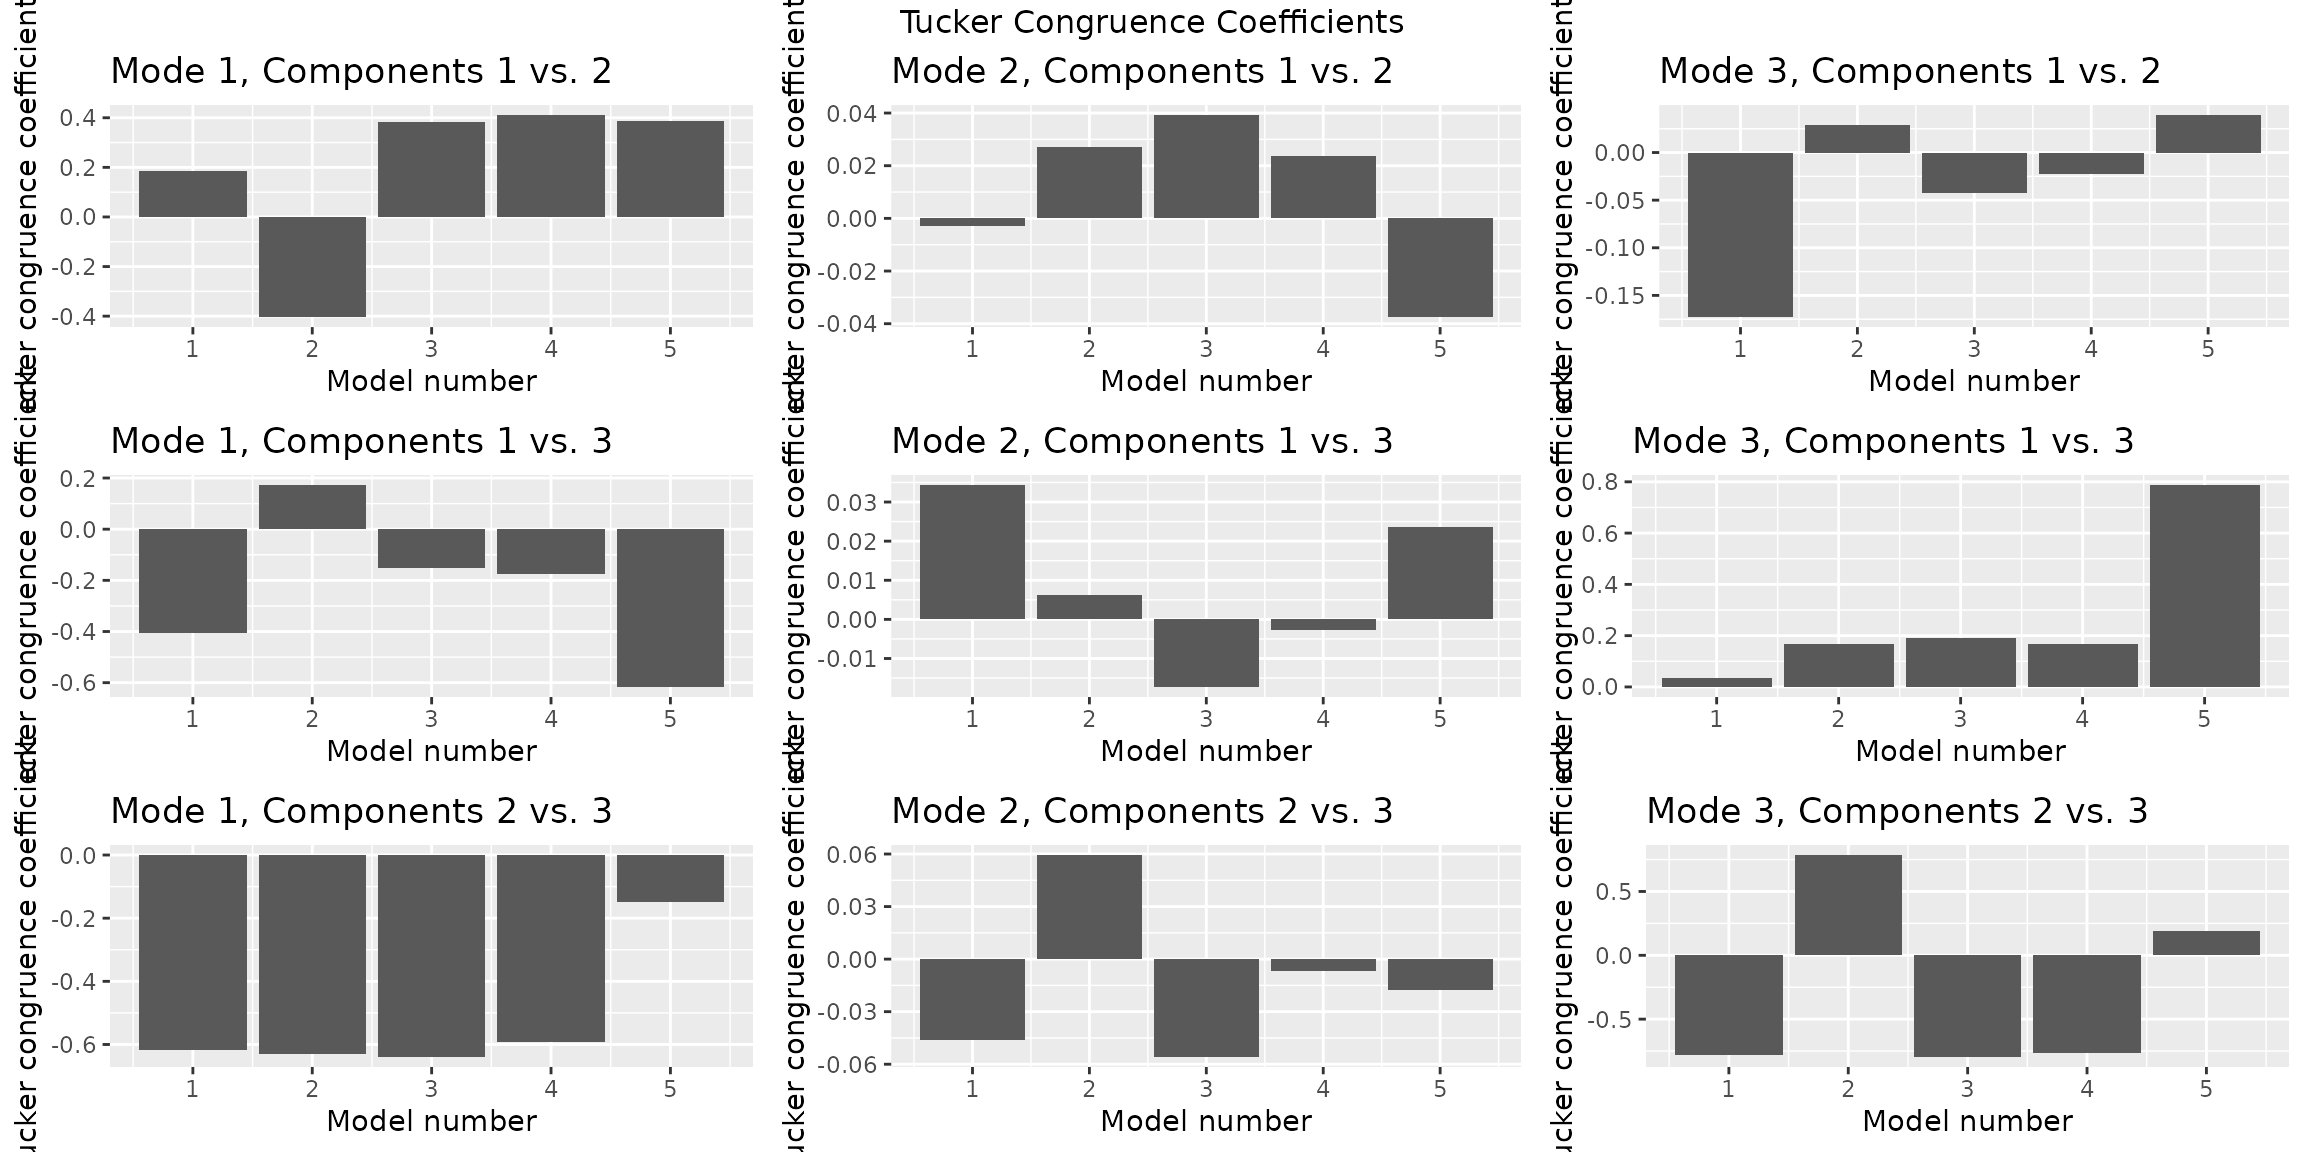 Tucker Congruence Coefficients
Mode 1, Components 1 vs. 2
0.4
0.2
0.0
-0.2
-0.4
1 2 3 4 5
Model number
Mode 2, Components 1 vs. 2
0.04
0.02
0.00
-0.02
-0.04
1 2 3 4 5
Model number
Mode 3, Components 1 vs. 2
0.00
-0.05
-0.10
-0.15
1 2 3 4 5
Model number
Mode 1, Components 1 vs. 3
0.2
0.0
-0.2
-0.4
-0.6
1 2 3 4 5
Model number
Mode 2, Components 1 vs. 3
0.03
0.02
0.01
0.00
-0.01
1 2 3 4 5
Model number
Mode 3, Components 1 vs. 3
0.8
0.6
0.4
0.2
0.0
1 2 3 4 5
Model number
Mode 1, Components 2 vs. 3
0.0
-0.2
-0.4
-0.6
1 2 3 4 5
Model number
congruence coefficient
Mode 2, Components 2 vs. 3
0.06
0.03
0.00
-0.03
-0.06
1 2 3 4 5
Model number
congruence coefficient
Mode 3, Components 2 vs. 3
0.5
0.0
-0.5
1 2 3 4 5
Model number
congruence coefficient